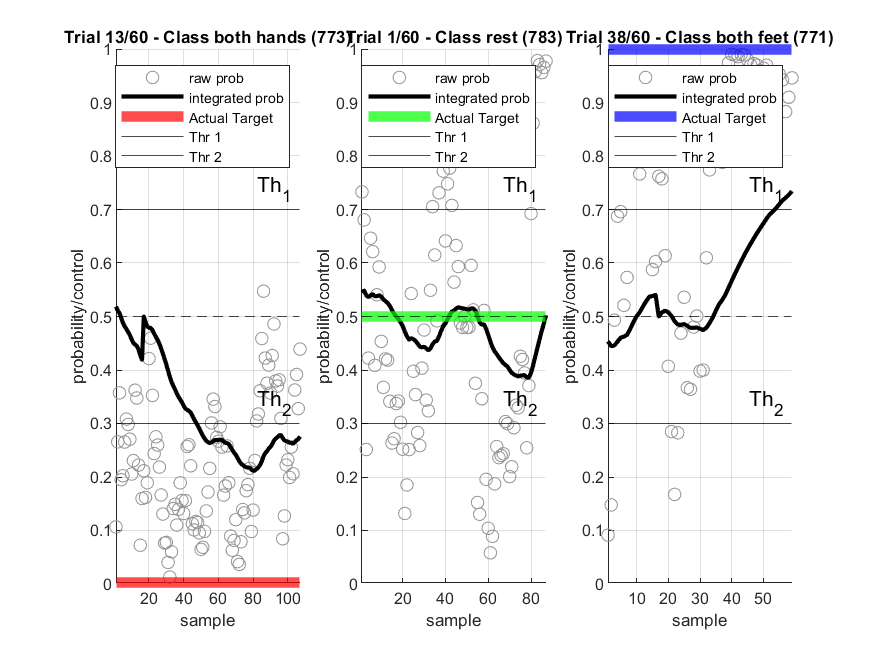 Trial 13/60 - Class both hands (773)
Trial 1/60 - Class rest (783)
Trial 38/60 - Class both feet (771)
raw prob
integrated prob
Actual Target
Thr 1
Thr 2
Th1
Th2
1
0.9
0.8
0.7
0.6
0.5
0.4
0.3
0.2
0.1
0
probability/control
20 40 60 80 100
sample
raw prob
integrated prob
Actual Target
Thr 1
Thr 2
Th1
Th2
1
0.9
0.8
0.7
0.6
0.5
0.4
0.3
0.2
0.1
0
probability/control
20 40 60 80
sample
raw prob
integrated prob
Actual Target
Thr 1
Thr 2
Th1
Th2
1
0.9
0.8
0.7
0.6
0.5
0.4
0.3
0.2
0.1
0
probability/control
10 20 30 40 50
sample